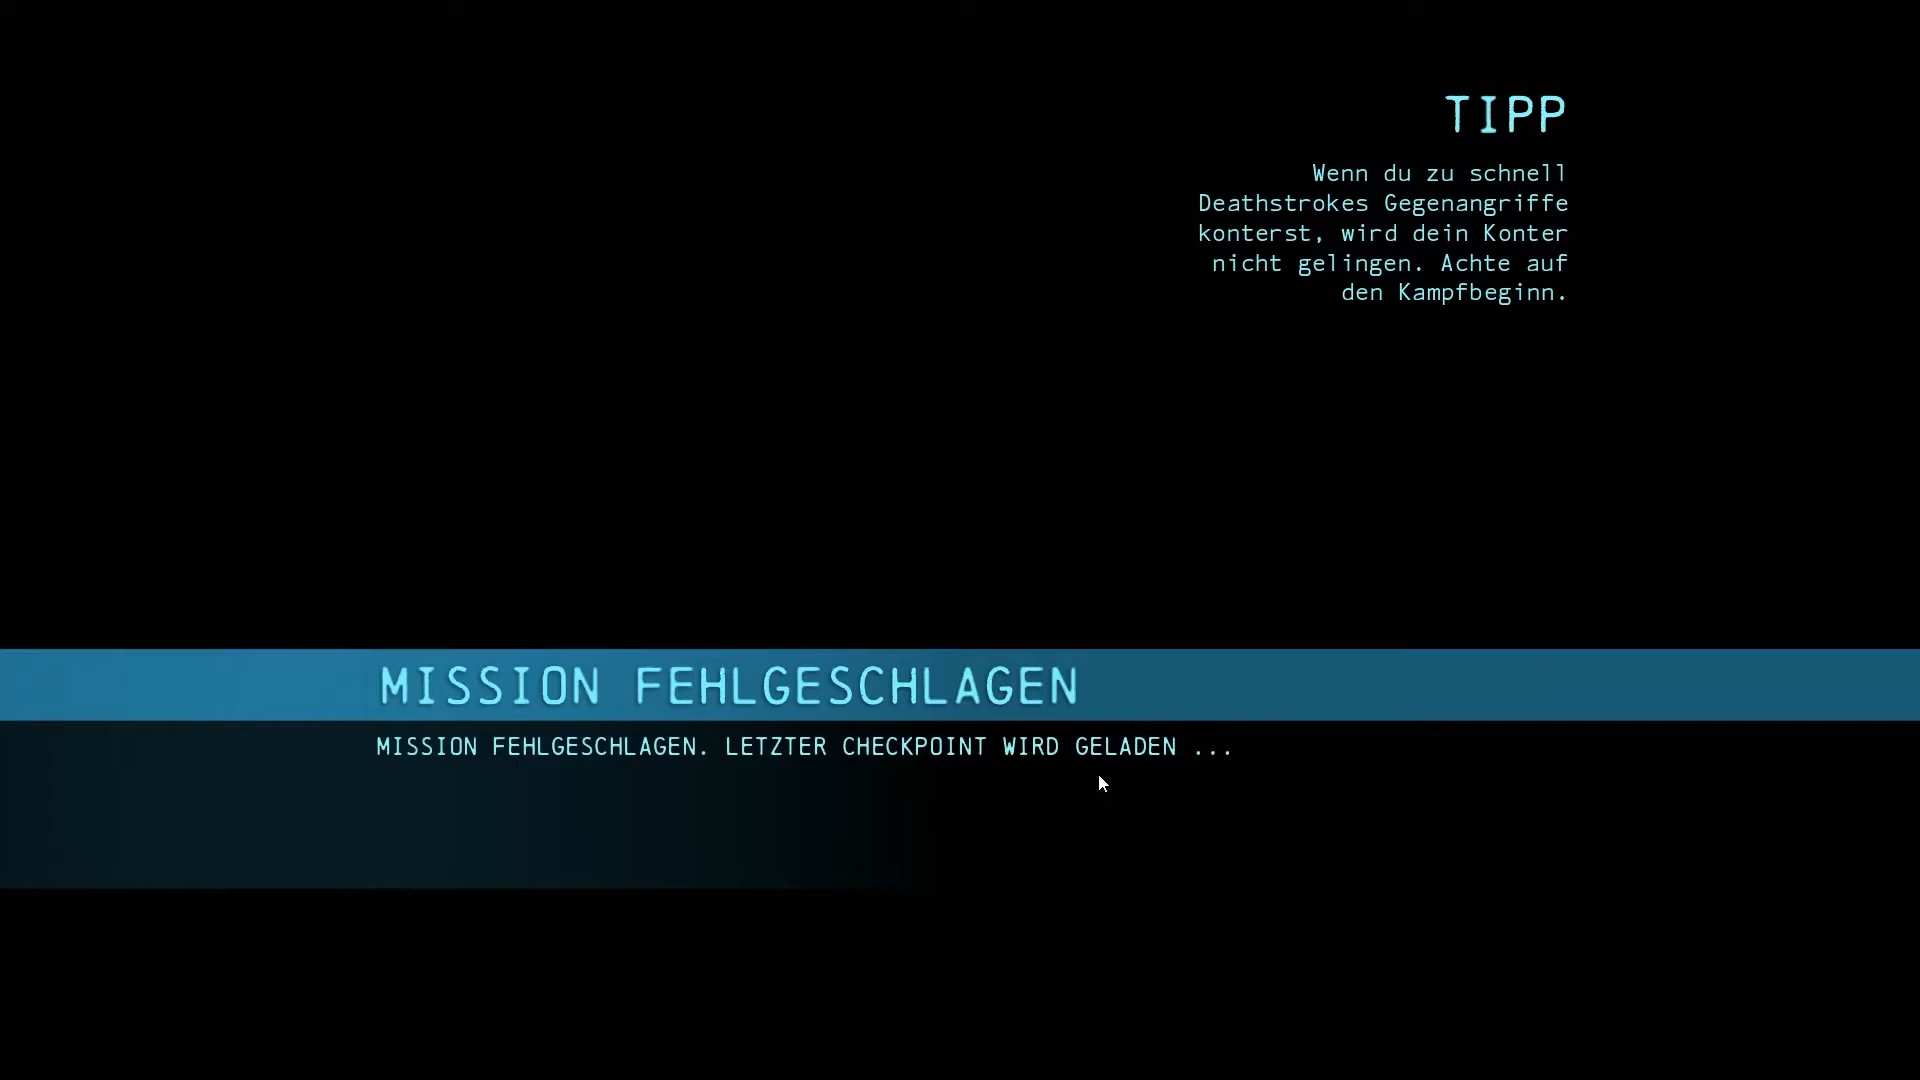 TIPP
Wenn du zu schnell
Deathstrokes Gegenangriffe
konterst, wird dein Konter
nicht gelingen. Achte auf
den Kampfbeginn.
MISSION FEHLGESCHLAGEN
MISSION FEHLGESCHLAGEN. LETZTER CHECKPOINT WIRD GELADEN ...